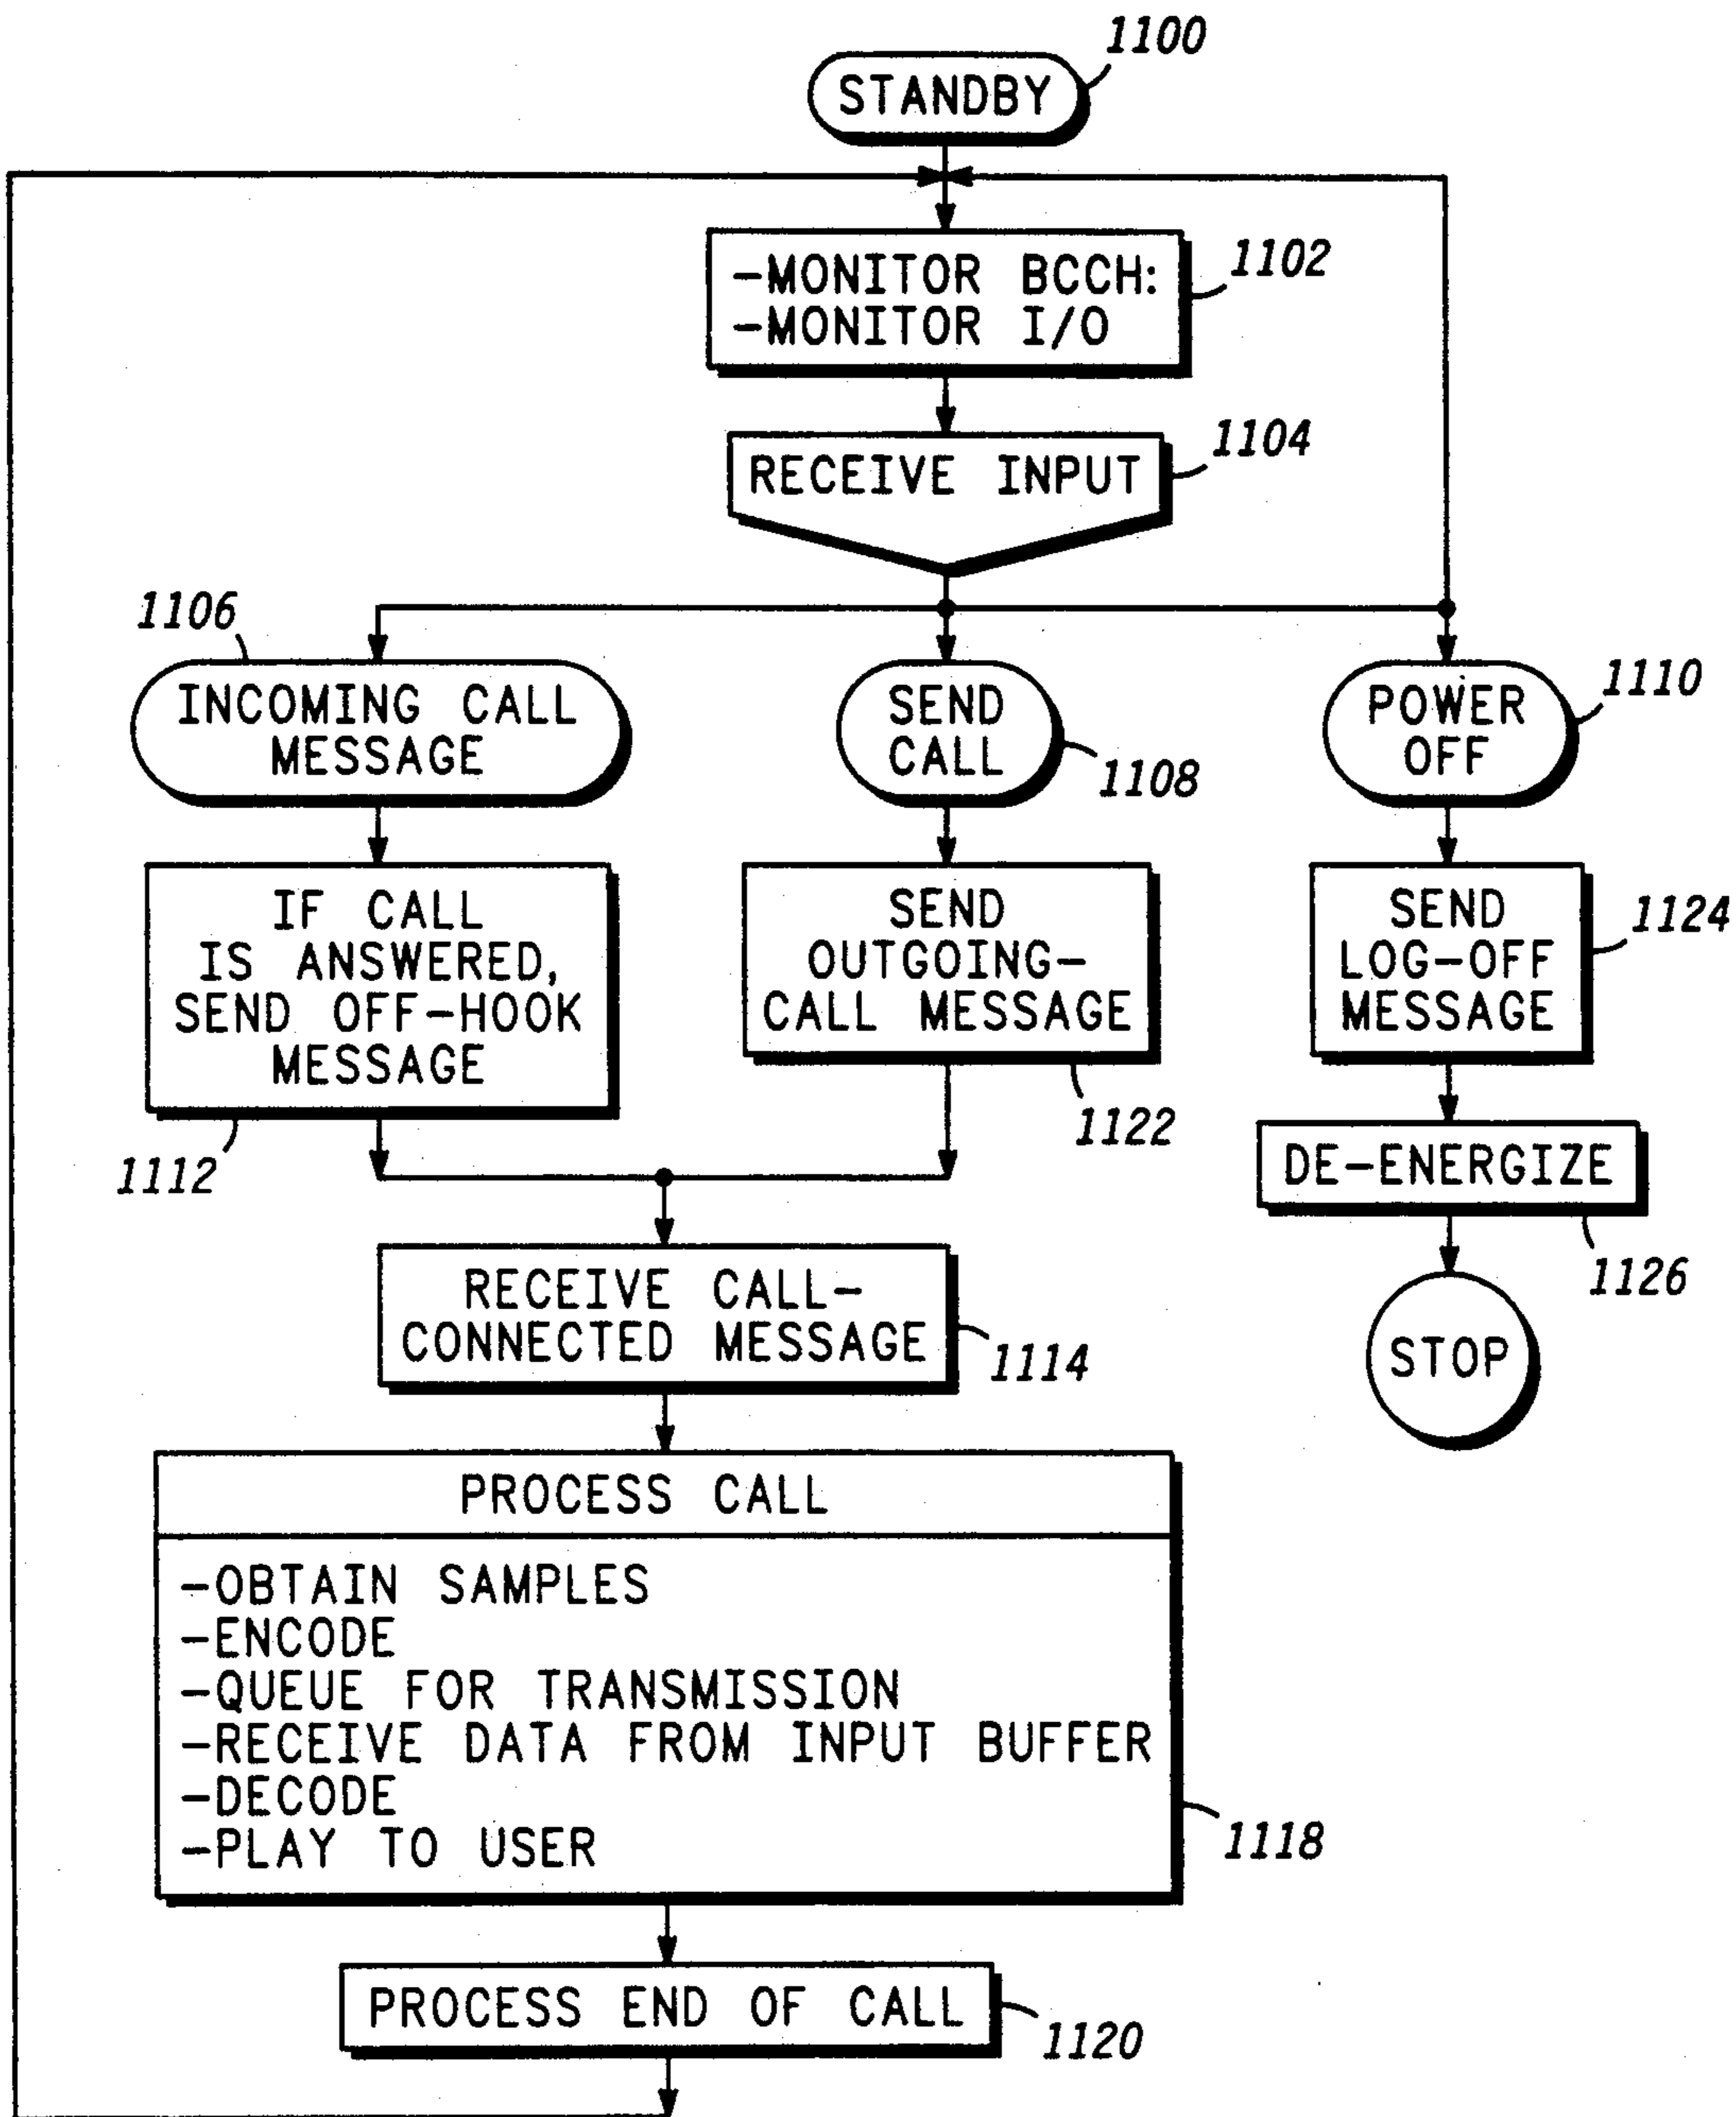 1100
STANDBY
-MONITOR BCCH:
-MONITOR I/O
1102
RECEIVE INPUT
1104
1106
INCOMING CALL
MESSAGE
SEND
CALL
1108
POWER
OFF
1110
IF CALL
IS ANSWERED,
SEND OFF-HOOK
MESSAGE
1112
SEND
OUTGOING-
CALL MESSAGE
1122
SEND
LOG-OFF
MESSAGE
1124
DE-ENERGIZE
1126
STOP
RECEIVE CALL-
CONNECTED MESSAGE
1114
PROCESS CALL
-OBTAIN SAMPLES
-ENCODE
-QUEUE FOR TRANSMISSION
-RECEIVE DATA FROM INPUT BUFFER
-DECODE
-PLAY TO USER
1118
PROCESS END OF CALL
1120